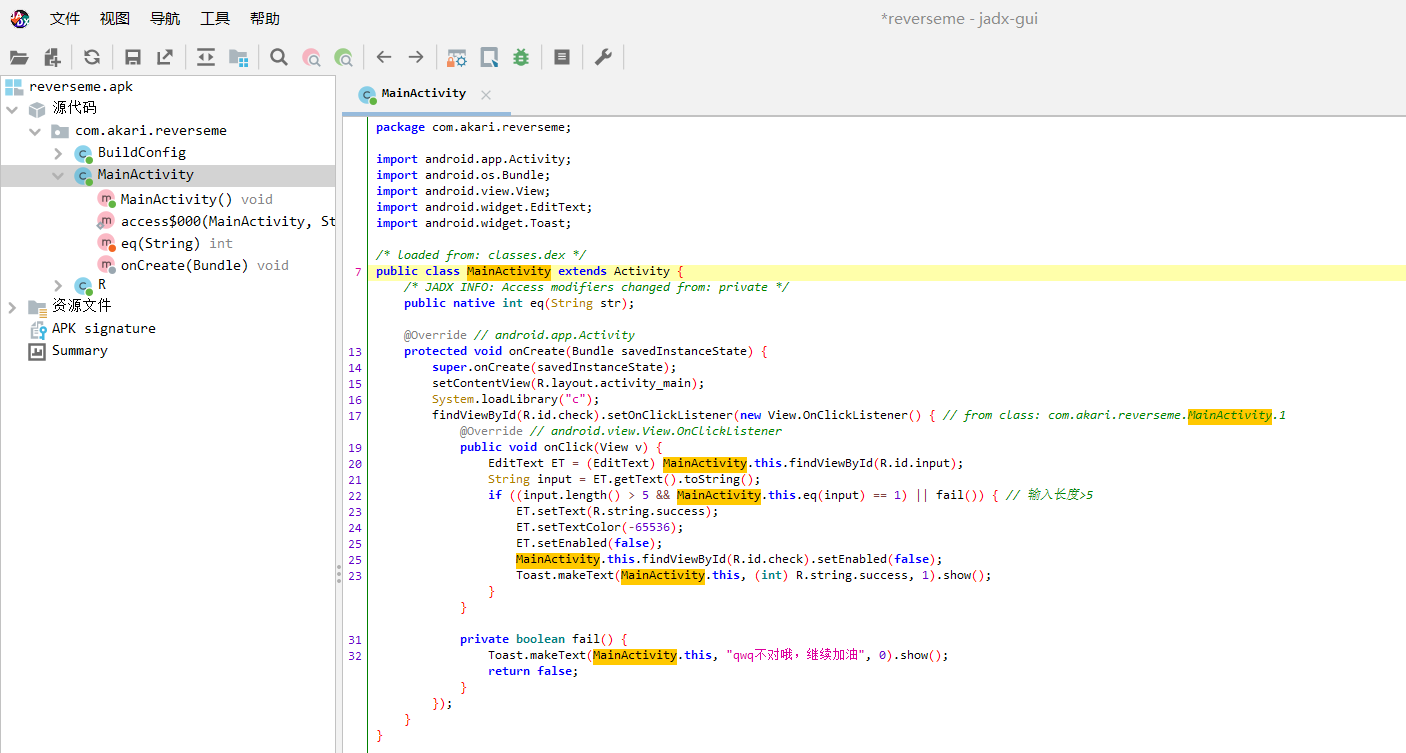 文件 视图 导航 工具 帮助
*reverseme - jadx-gui
reverseme.apk
源代码
com.akari.reverseme
BuildConfig
MainActivity
MainActivity() void
access$000(MainActivity, St
eq(String) int
onCreate(Bundle) void
R
资源文件
APK signature
Summary
MainActivity
package com.akari.reverseme;
import android.app.Activity;
import android.os.Bundle;
import android.view.View;
import android.widget.EditText;
import android.widget.Toast;
/* loaded from: classes.dex */
7 public class MainActivity extends Activity {
/* JADX INFO: Access modifiers changed from: private */
public native int eq(String str);
@Override // android.app.Activity
13 protected void onCreate(Bundle savedInstanceState) {
14 super.onCreate(savedInstanceState);
15 setContentView(R.layout.activity_main);
16 System.loadLibrary("c");
17 findViewById(R.id.check).setOnClickListener(new View.OnClickListener() { // from class: com.akari.reverseme.MainActivity.1
@Override // android.view.View.OnClickListener
19 public void onClick(View v) {
20 EditText ET = (EditText) MainActivity.this.findViewById(R.id.input);
21 String input = ET.getText().toString();
22 if ((input.length() > 5 && MainActivity.this.eq(input) == 1) || fail()) { // 输入长度>5
23 ET.setText(R.string.success);
24 ET.setTextColor(-65536);
25 ET.setEnabled(false);
25 MainActivity.this.findViewById(R.id.check).setEnabled(false);
23 Toast.makeText(MainActivity.this, (int) R.string.success, 1).show();
}
}
31 private boolean fail() {
32 Toast.makeText(MainActivity.this, "qwq不对哦，继续加油", 0).show();
return false;
}
});
}
}